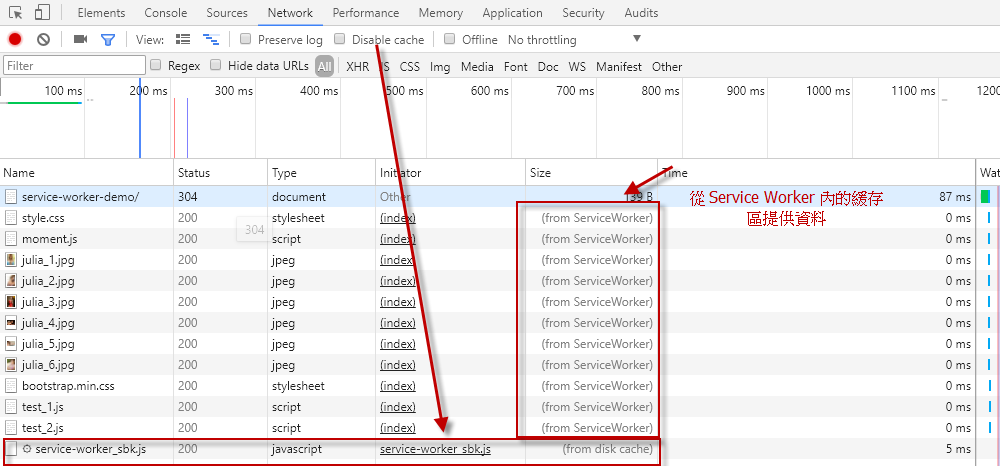 Elements Console Sources Network Performance Memory Application Security Audits
View: Preserve log Disable cache Offline No throttling
Filter Regex Hide data URLs All XHR JS CSS Img Media Font Doc WS Manifest Other
100 ms 200 ms 300 ms 400 ms 500 ms 600 ms 700 ms 800 ms 900 ms 1000 ms 1100 ms 1200
Name Status Type Initiator Size Time Wat
service-worker-demo/ 304 document Other 139 B 87 ms
從 Service Worker 內的緩存
區提供資料
style.css 200 stylesheet (index) (from ServiceWorker) 0 ms
304
moment.js 200 script (index) (from ServiceWorker) 0 ms
julia_1.jpg 200 jpeg (index) (from ServiceWorker) 0 ms
julia_2.jpg 200 jpeg (index) (from ServiceWorker) 0 ms
julia_3.jpg 200 jpeg (index) (from ServiceWorker) 0 ms
julia_4.jpg 200 jpeg (index) (from ServiceWorker) 0 ms
julia_5.jpg 200 jpeg (index) (from ServiceWorker) 0 ms
julia_6.jpg 200 jpeg (index) (from ServiceWorker) 0 ms
bootstrap.min.css 200 stylesheet (index) (from ServiceWorker) 0 ms
test_1.js 200 script (index) (from ServiceWorker) 0 ms
test_2.js 200 script (index) (from ServiceWorker) 0 ms
service-worker_sbk.js 200 javascript service-worker_sbk.js (from disk cache) 5 ms